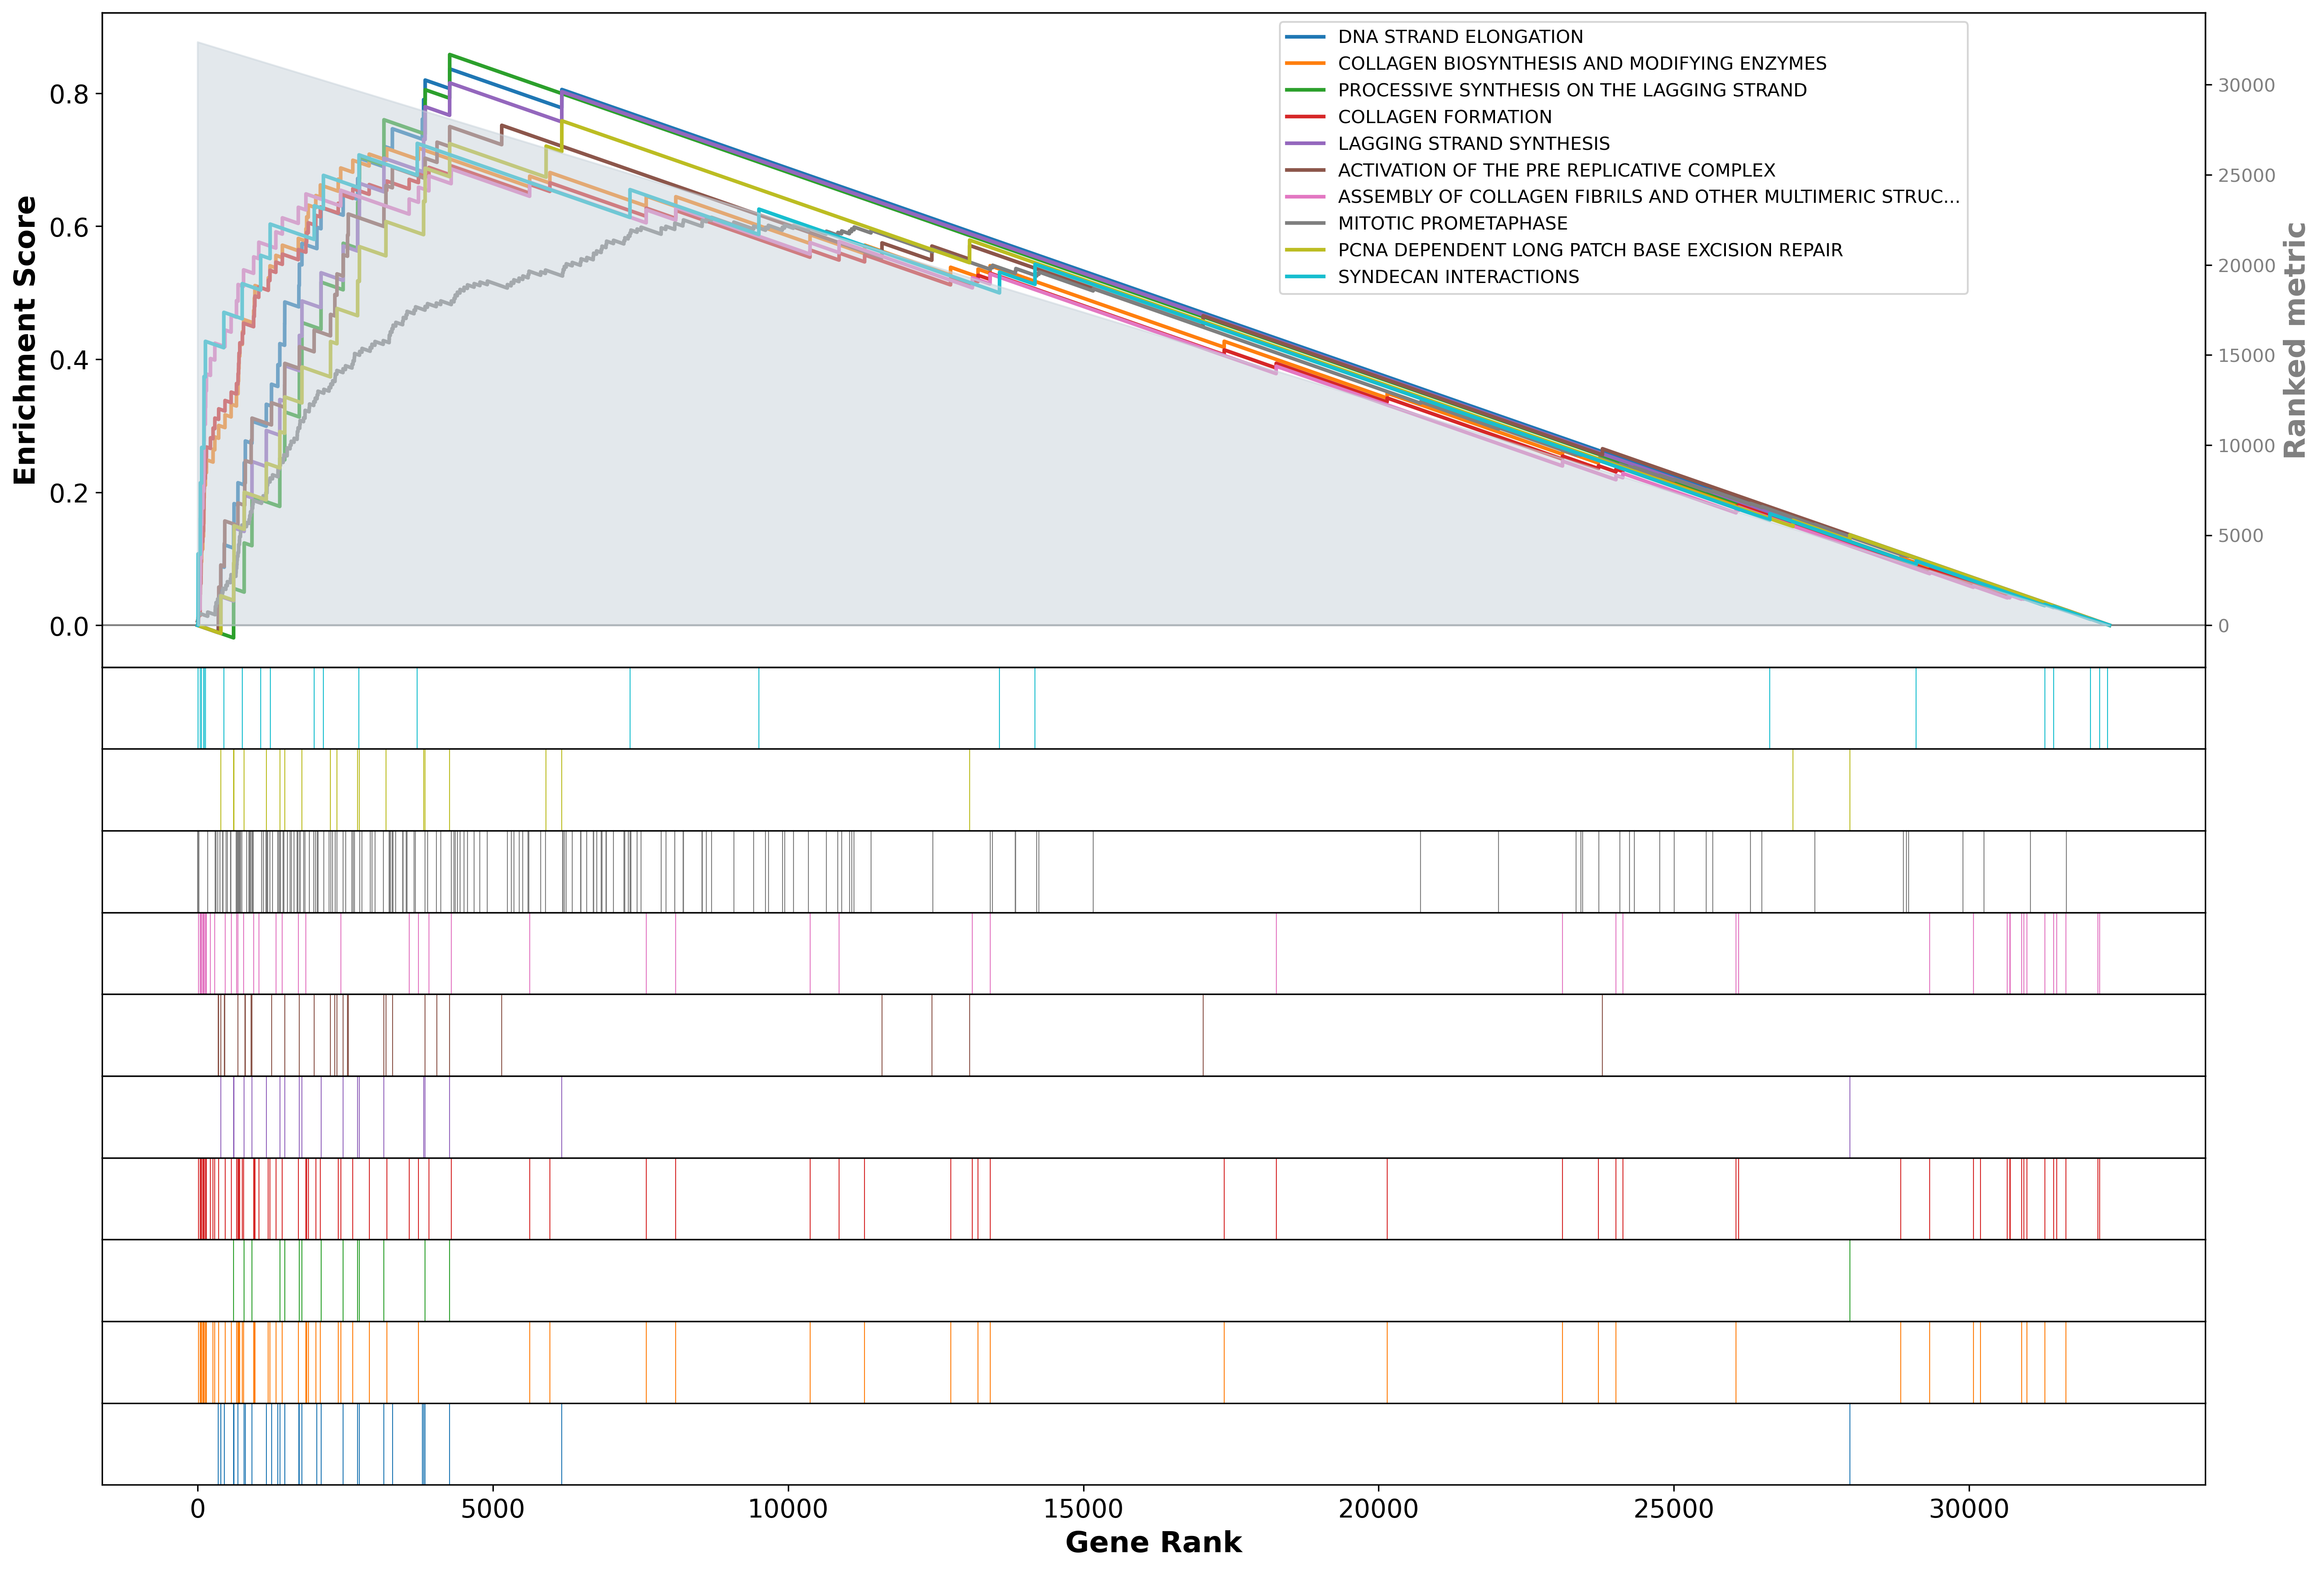 DNA STRAND ELONGATION
COLLAGEN BIOSYNTHESIS AND MODIFYING ENZYMES
PROCESSIVE SYNTHESIS ON THE LAGGING STRAND
COLLAGEN FORMATION
LAGGING STRAND SYNTHESIS
ACTIVATION OF THE PRE REPLICATIVE COMPLEX
ASSEMBLY OF COLLAGEN FIBRILS AND OTHER MULTIMERIC STRUC...
MITOTIC PROMETAPHASE
PCNA DEPENDENT LONG PATCH BASE EXCISION REPAIR
SYNDECAN INTERACTIONS
Enrichment Score
0.8
0.6
0.4
0.2
0.0
Ranked metric
30000
25000
20000
15000
10000
5000
0
0
5000
10000
15000
20000
25000
30000
Gene Rank